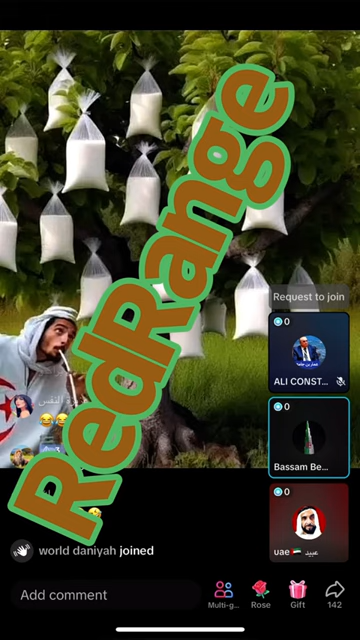 RedRange
Request to join
0
ALI CONST...
0
Bassam Be...
0
uae عبيد
world daniyah joined
Add comment
Multi-g...
Rose
Gift
142